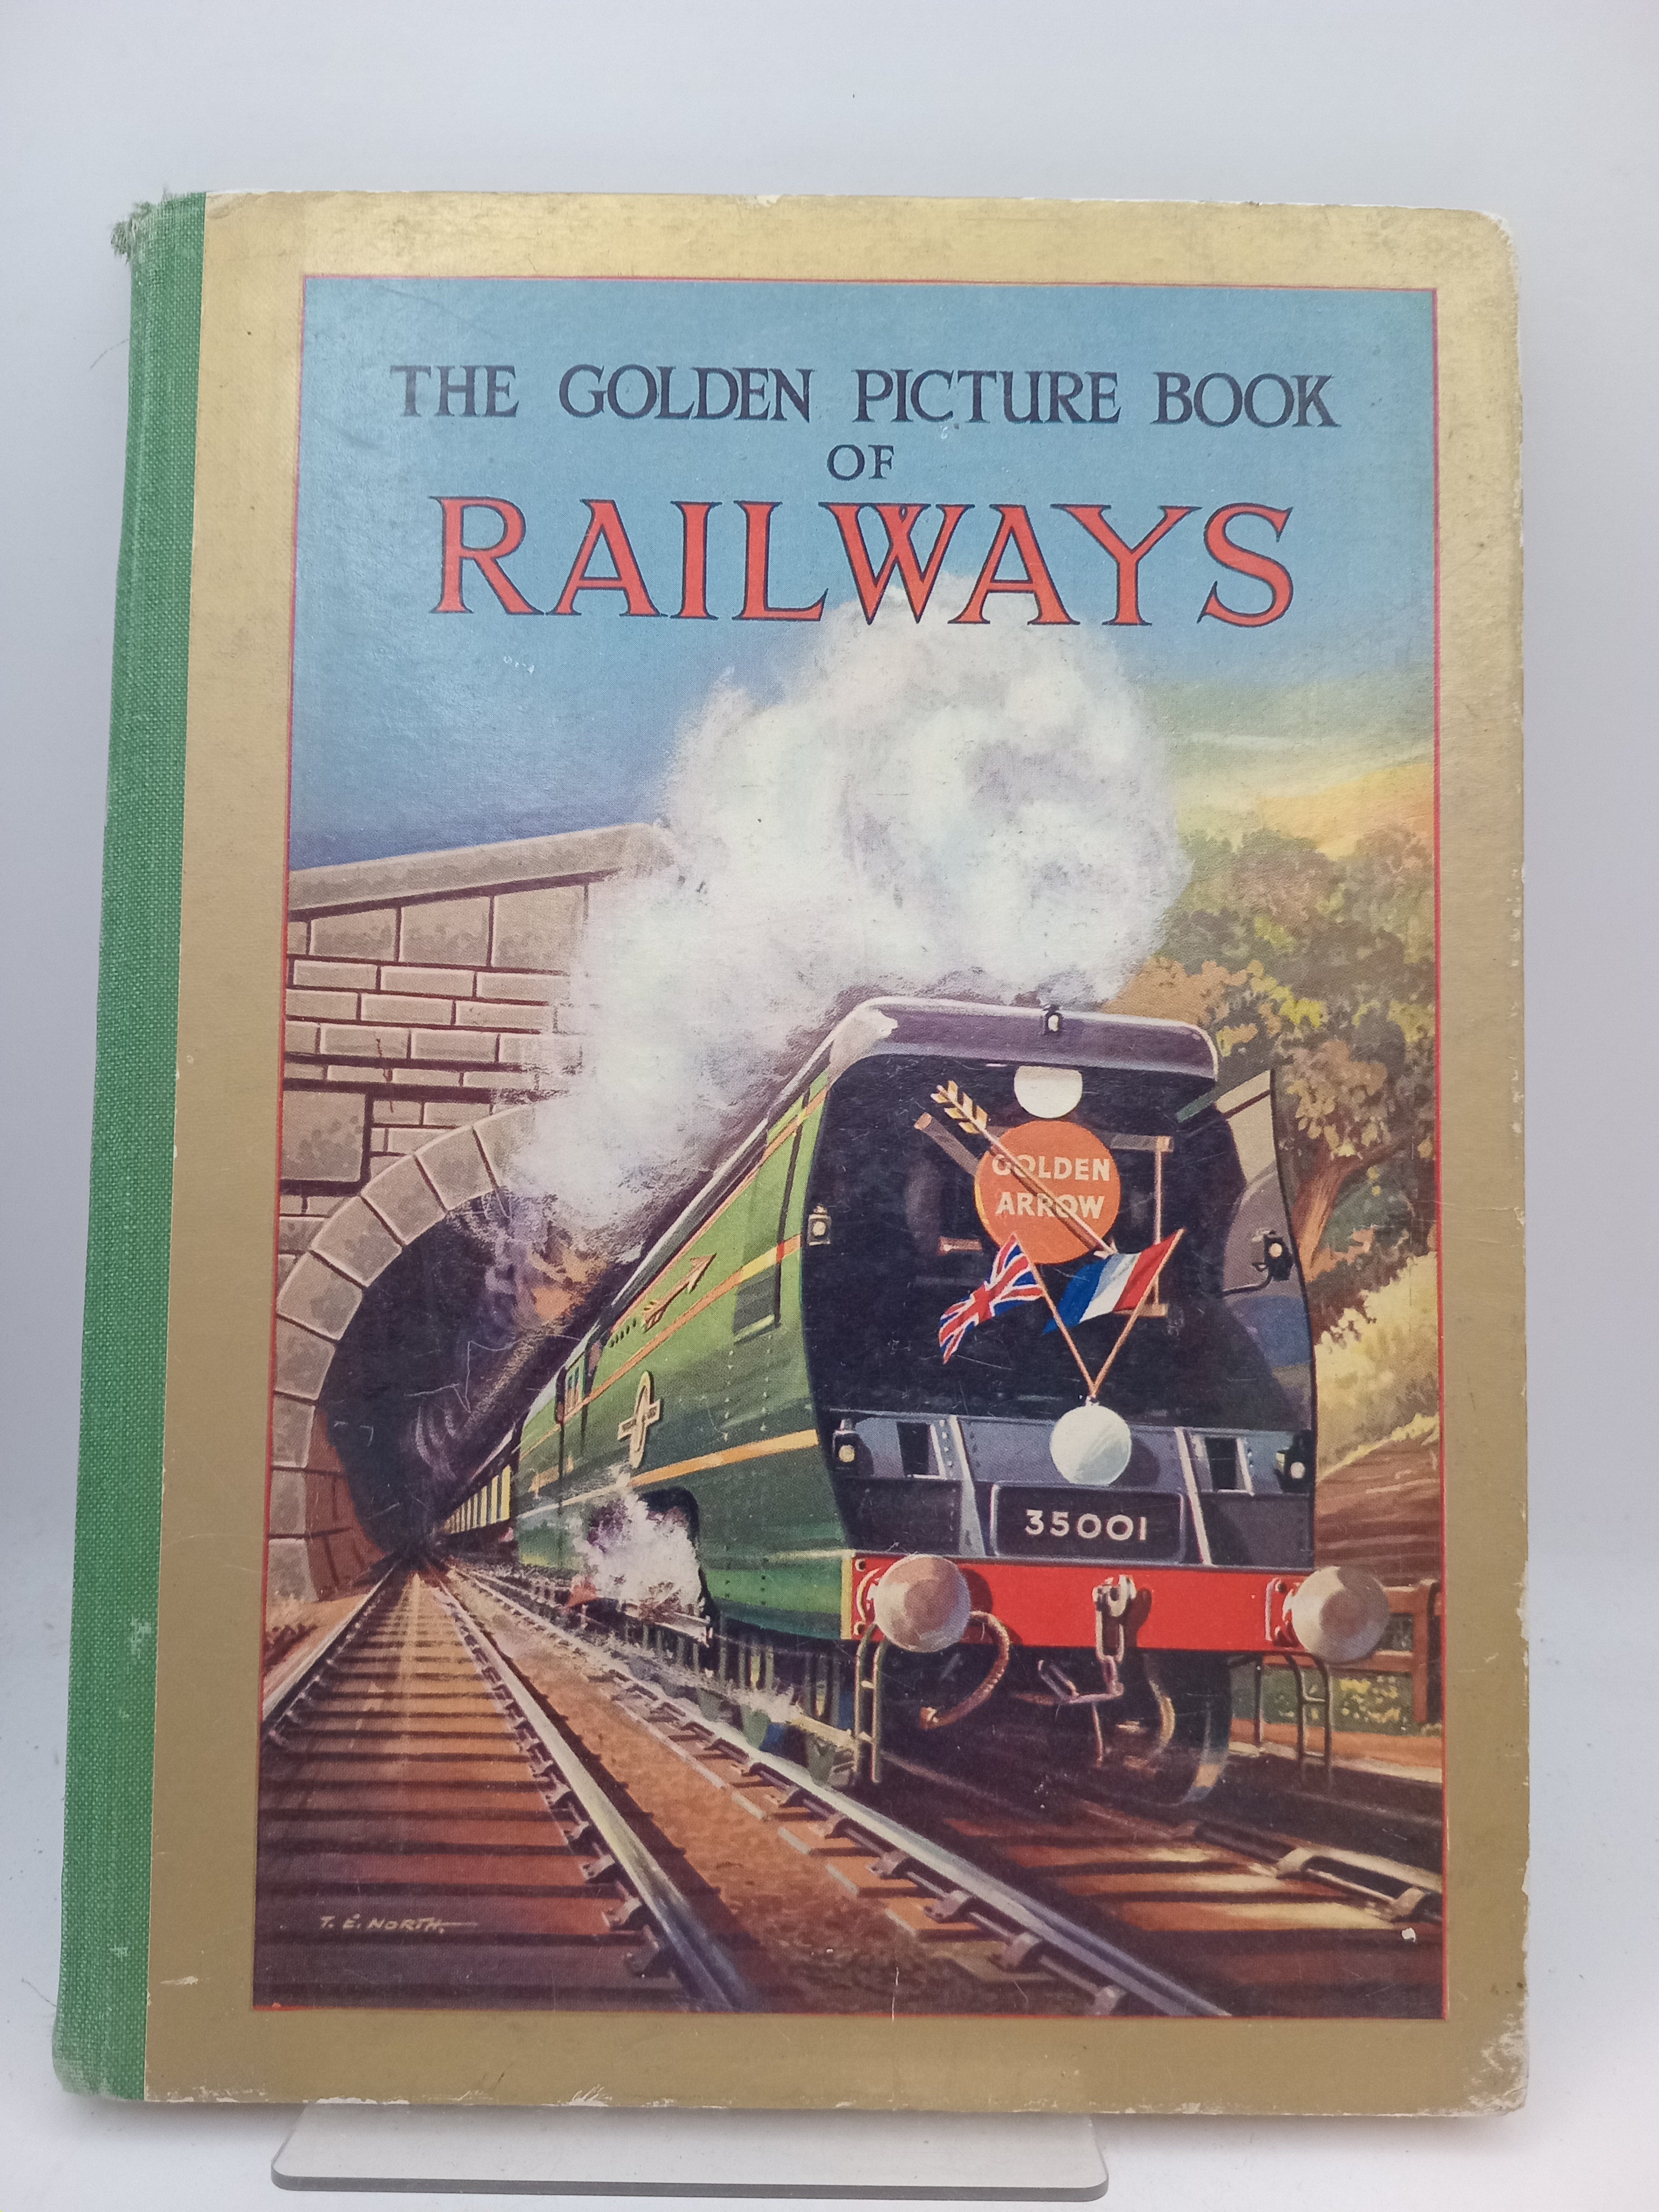 THE GOLDEN PICTURE BOOK
OF
RAILWAYS
GOLDEN
ARROW
35001
T. E. NORTH.